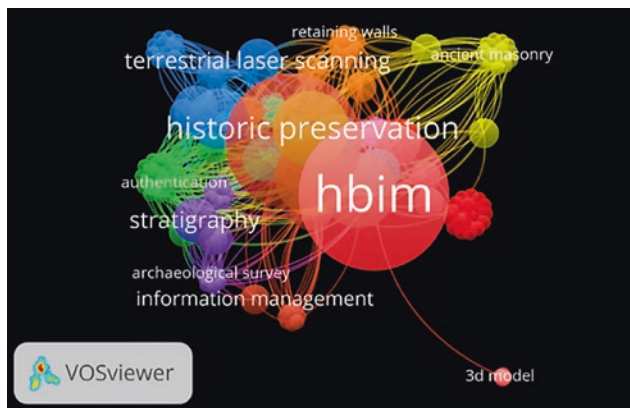 retaining walls
terrestrial laser scanning
ancient masonry
historic preservation
authentication
hbim
stratigraphy
archaeological survey
information management
3d model
VOSviewer